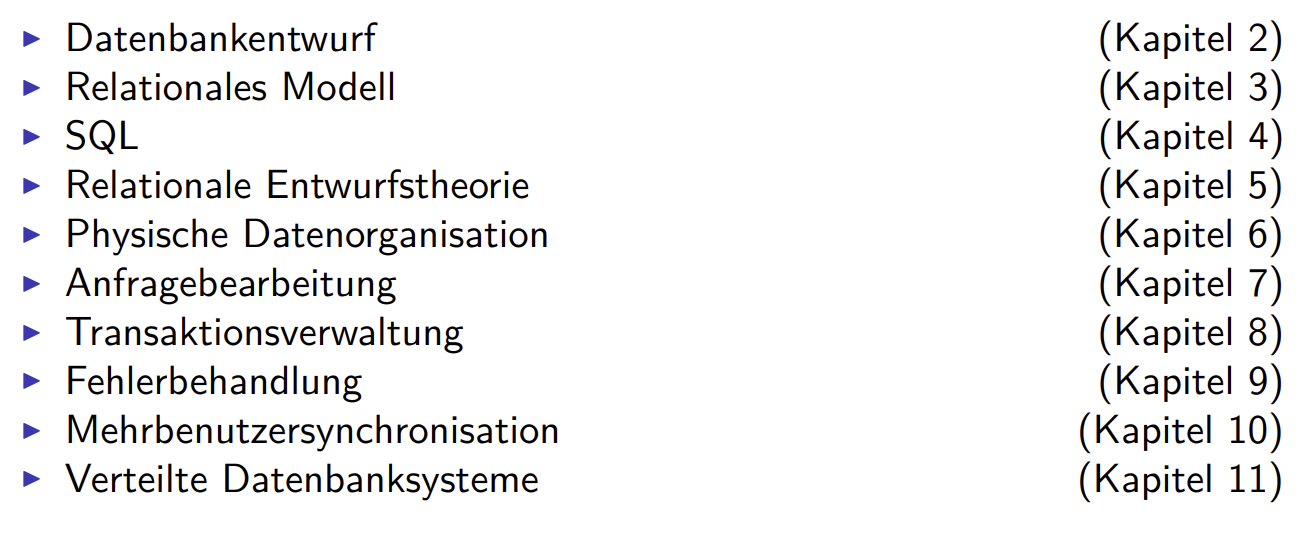 Datenbankentwurf (Kapitel 2)
Relationales Modell (Kapitel 3)
SQL (Kapitel 4)
Relationale Entwurfstheorie (Kapitel 5)
Physische Datenorganisation (Kapitel 6)
Anfragebearbeitung (Kapitel 7)
Transaktionsverwaltung (Kapitel 8)
Fehlerbehandlung (Kapitel 9)
Mehrbenutzersynchronisation (Kapitel 10)
Verteilte Datenbanksysteme (Kapitel 11)